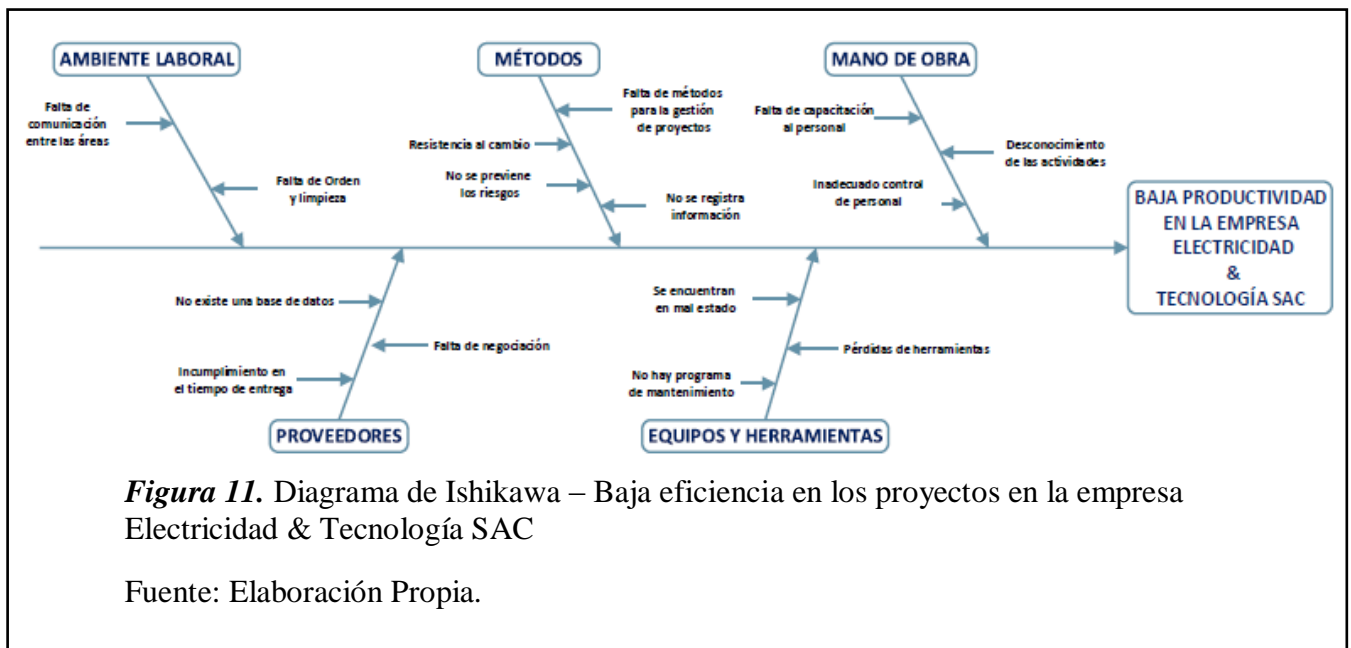 AMBIENTE LABORAL
Falta de
comunicación
entre las áreas
Falta de Orden
y limpieza
MÉTODOS
Falta de métodos
para la gestión
de proyectos
Resistencia al cambio
No se previene
los riesgos
No se registra
información
MANO DE OBRA
Falta de capacitación
al personal
Desconocimiento
de las actividades
Inadecuado control
de personal
BAJA PRODUCTIVIDAD
EN LA EMPRESA
ELECTRICIDAD
&
TECNOLOGÍA SAC
No existe una base de datos
Falta de negociación
Incumplimiento en
el tiempo de entrega
PROVEEDORES
Se encuentran
en mal estado
Pérdidas de herramientas
No hay programa
de mantenimiento
EQUIPOS Y HERRAMIENTAS
Figura 11. Diagrama de Ishikawa – Baja eficiencia en los proyectos en la empresa
Electricidad & Tecnología SAC
Fuente: Elaboración Propia.